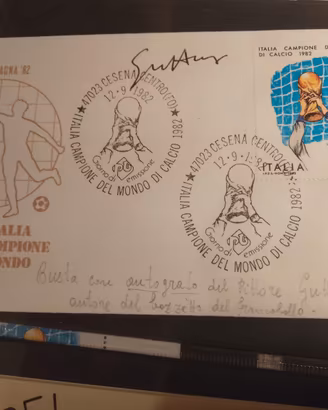 AGNA '82
ITALIA CAMPIONE D
DI CALCIO 1982
★ 47023 CESENA CENTRO (FO) ★ ITALIA CAMPIONE DEL MONDO DI CALCIO 1982
12-9-1982
Giorno di emissione
47023 CESENA CENTRO
★ ITALIA CAMPIONE DEL MONDO DI CALCIO 1982
12-9-
Giorno di emissione
ITALIA
ALIA
MPIONE
ONDO
Busta con autografo del pittore
autore del bozzetto del francobollo.